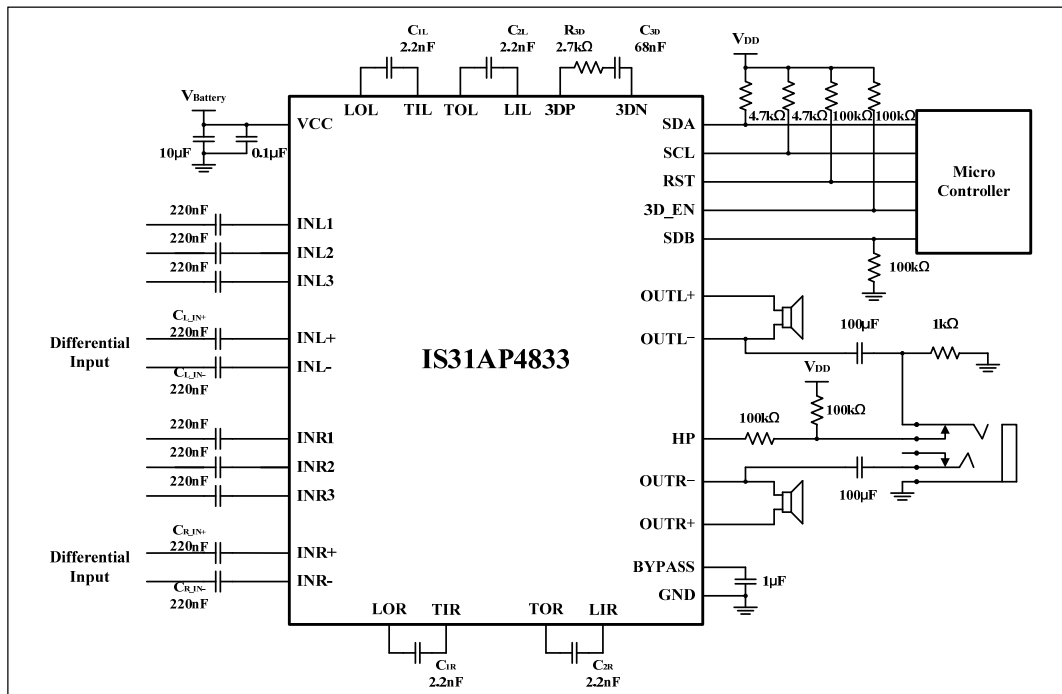 C1L
2.2nF
C2L
2.2nF
R3D
2.7kΩ
C3D
68nF
VDD
VBattery
LOL
TIL
TOL
LIL
3DP
3DN
VCC
10µF
0.1µF
SDA
4.7kΩ
4.7kΩ
100kΩ
100kΩ
SCL
RST
3D_EN
SDB
Micro
Controller
100kΩ
220nF
INL1
220nF
INL2
220nF
INL3
OUTL+
CL_IN+
220nF
INL+
Differential
Input
INL-
CL_IN-
220nF
OUTL−
100µF
1kΩ
IS31AP4833
VDD
100kΩ
100kΩ
HP
220nF
INR1
220nF
INR2
220nF
INR3
OUTR−
100µF
OUTR+
CR_IN+
220nF
INR+
Differential
Input
INR-
CR_IN-
220nF
BYPASS
1µF
GND
LOR
TIR
TOR
LIR
C1R
2.2nF
C2R
2.2nF